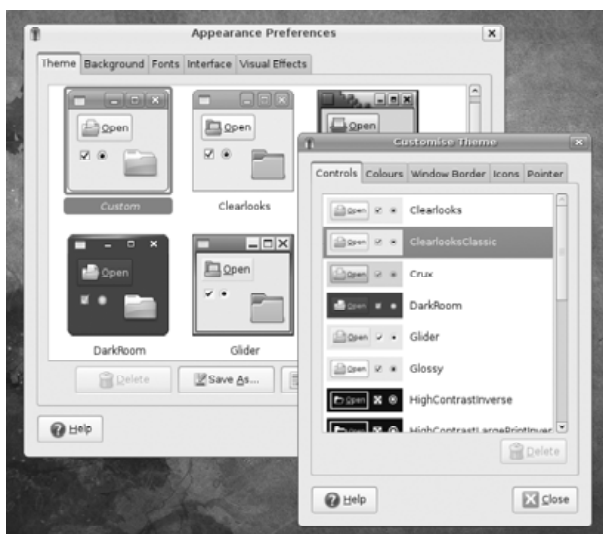 Appearance Preferences
Theme Background Fonts Interface Visual Effects
Open
Open
Open
Custom
Clearlooks
Open
Open
DarkRoom
Glider
Delete
Save As...
Help
Customise Theme
Controls Colours Window Border Icons Pointer
Open Clearlooks
Open ClearlooksClassic
Open Crux
Open DarkRoom
Open Glider
Open Glossy
Open HighContrastInverse
Open HighContrastLargePrintInver
Delete
Help
Close